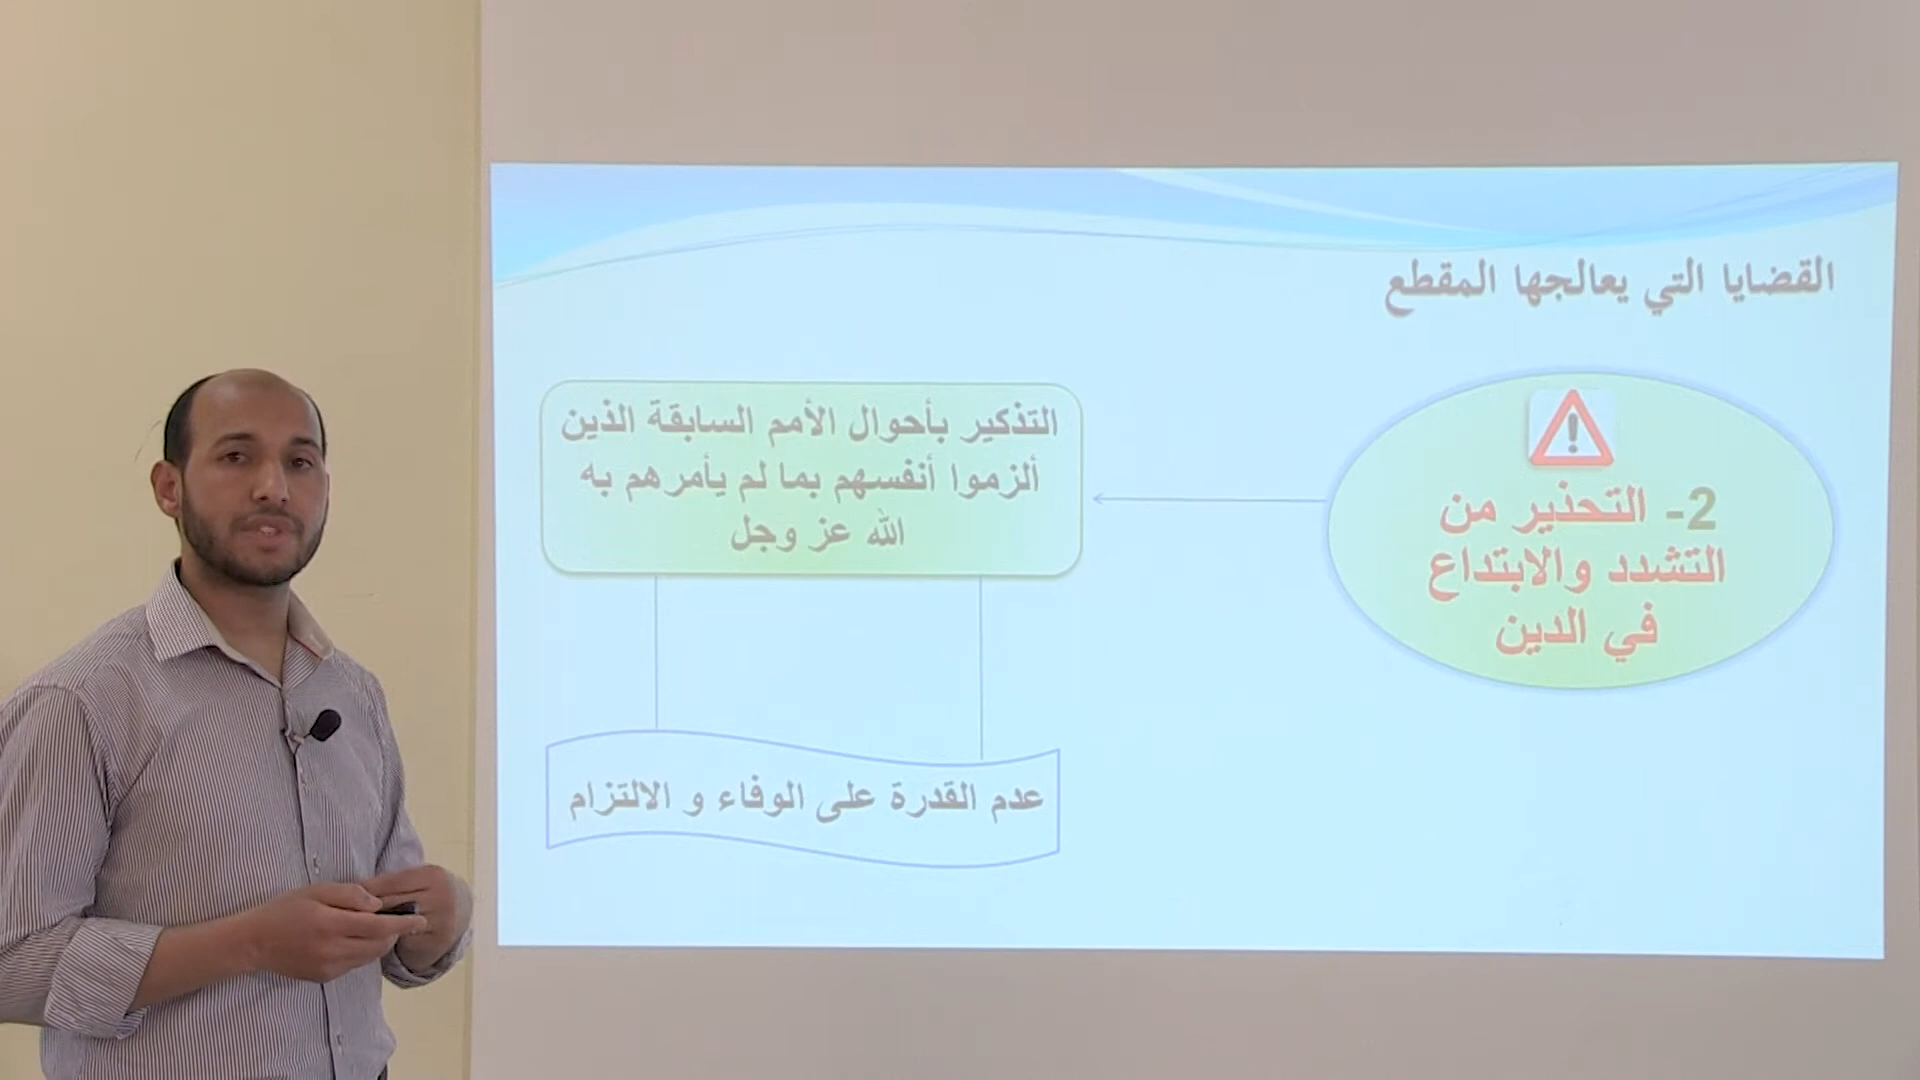 القضايا التي يعالجها المقطع
2- التحذير من
التشدد والابتداع
في الدين
التذكير بأحوال الأمم السابقة الذين
ألزموا أنفسهم بما لم يأمرهم به
الله عز وجل
عدم القدرة على الوفاء و الالتزام